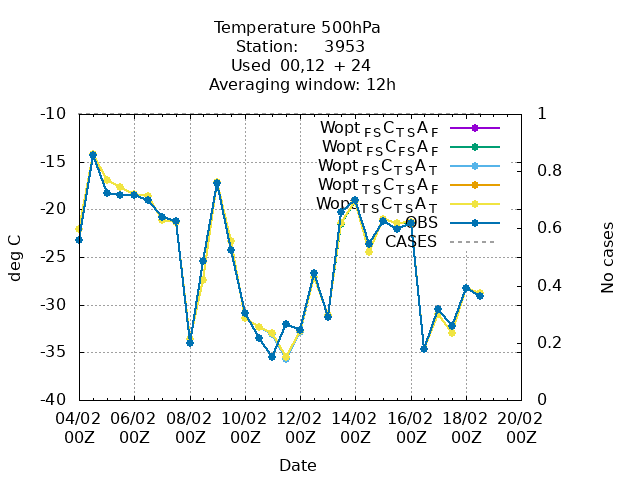 Temperature 500hPa
Station: 3953
Used 00,12 + 24
Averaging window: 12h
-10
-15
-20
-25
-30
-35
-40
deg C
1
0.8
0.6
0.4
0.2
0
No cases
Wopt FS C TS A F
Wopt FS C FS A F
Wopt FS C TS A T
Wopt TS C TS A F
Wopt TS C TS A T
OBS
CASES
04/02 06/02 08/02 10/02 12/02 14/02 16/02 18/02 20/02
00Z 00Z 00Z 00Z 00Z 00Z 00Z 00Z 00Z
Date